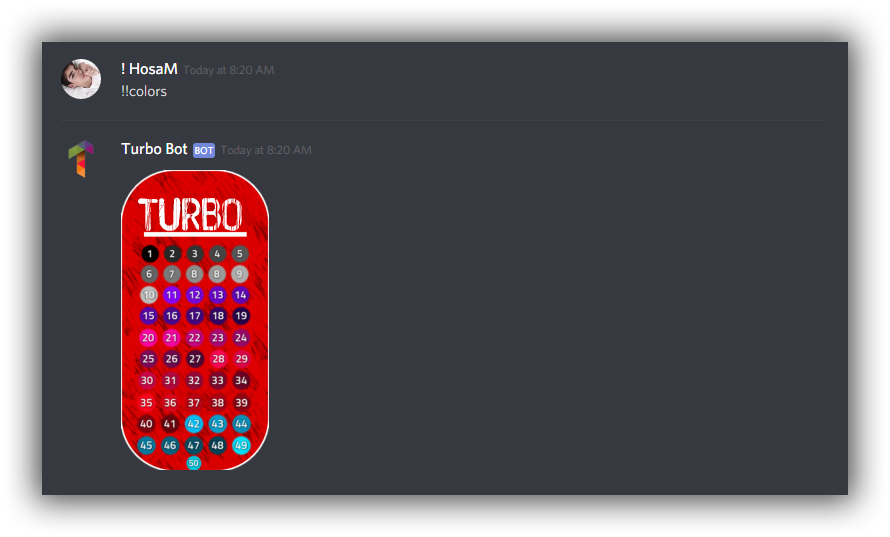 ! HosaM Today at 8:20 AM
!!colors
Turbo Bot BOT Today at 8:20 AM
TURBO
1 2 3 4 5
6 7 8 8 9
10 11 12 13 14
15 16 17 18 19
20 21 22 23 24
25 26 27 28 29
30 31 32 33 34
35 36 37 38 39
40 41 42 43 44
45 46 47 48 49
50